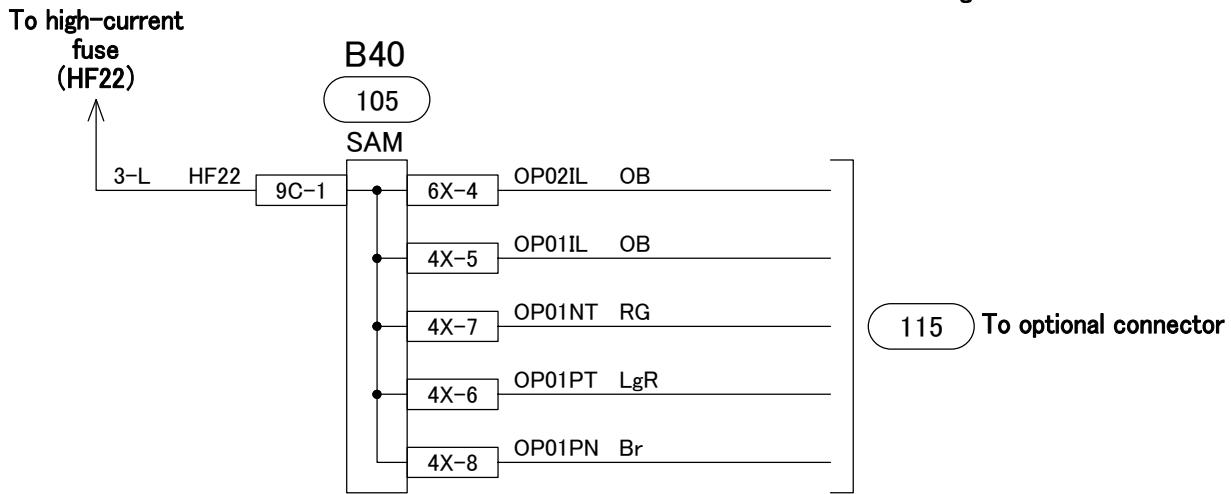 To high-current
fuse
(HF22)
B40
105
SAM
3-L HF22 9C-1 6X-4 OP02IL OB
4X-5 OP01IL OB
4X-7 OP01NT RG
115 To optional connector
4X-6 OP01PT LgR
4X-8 OP01PN Br